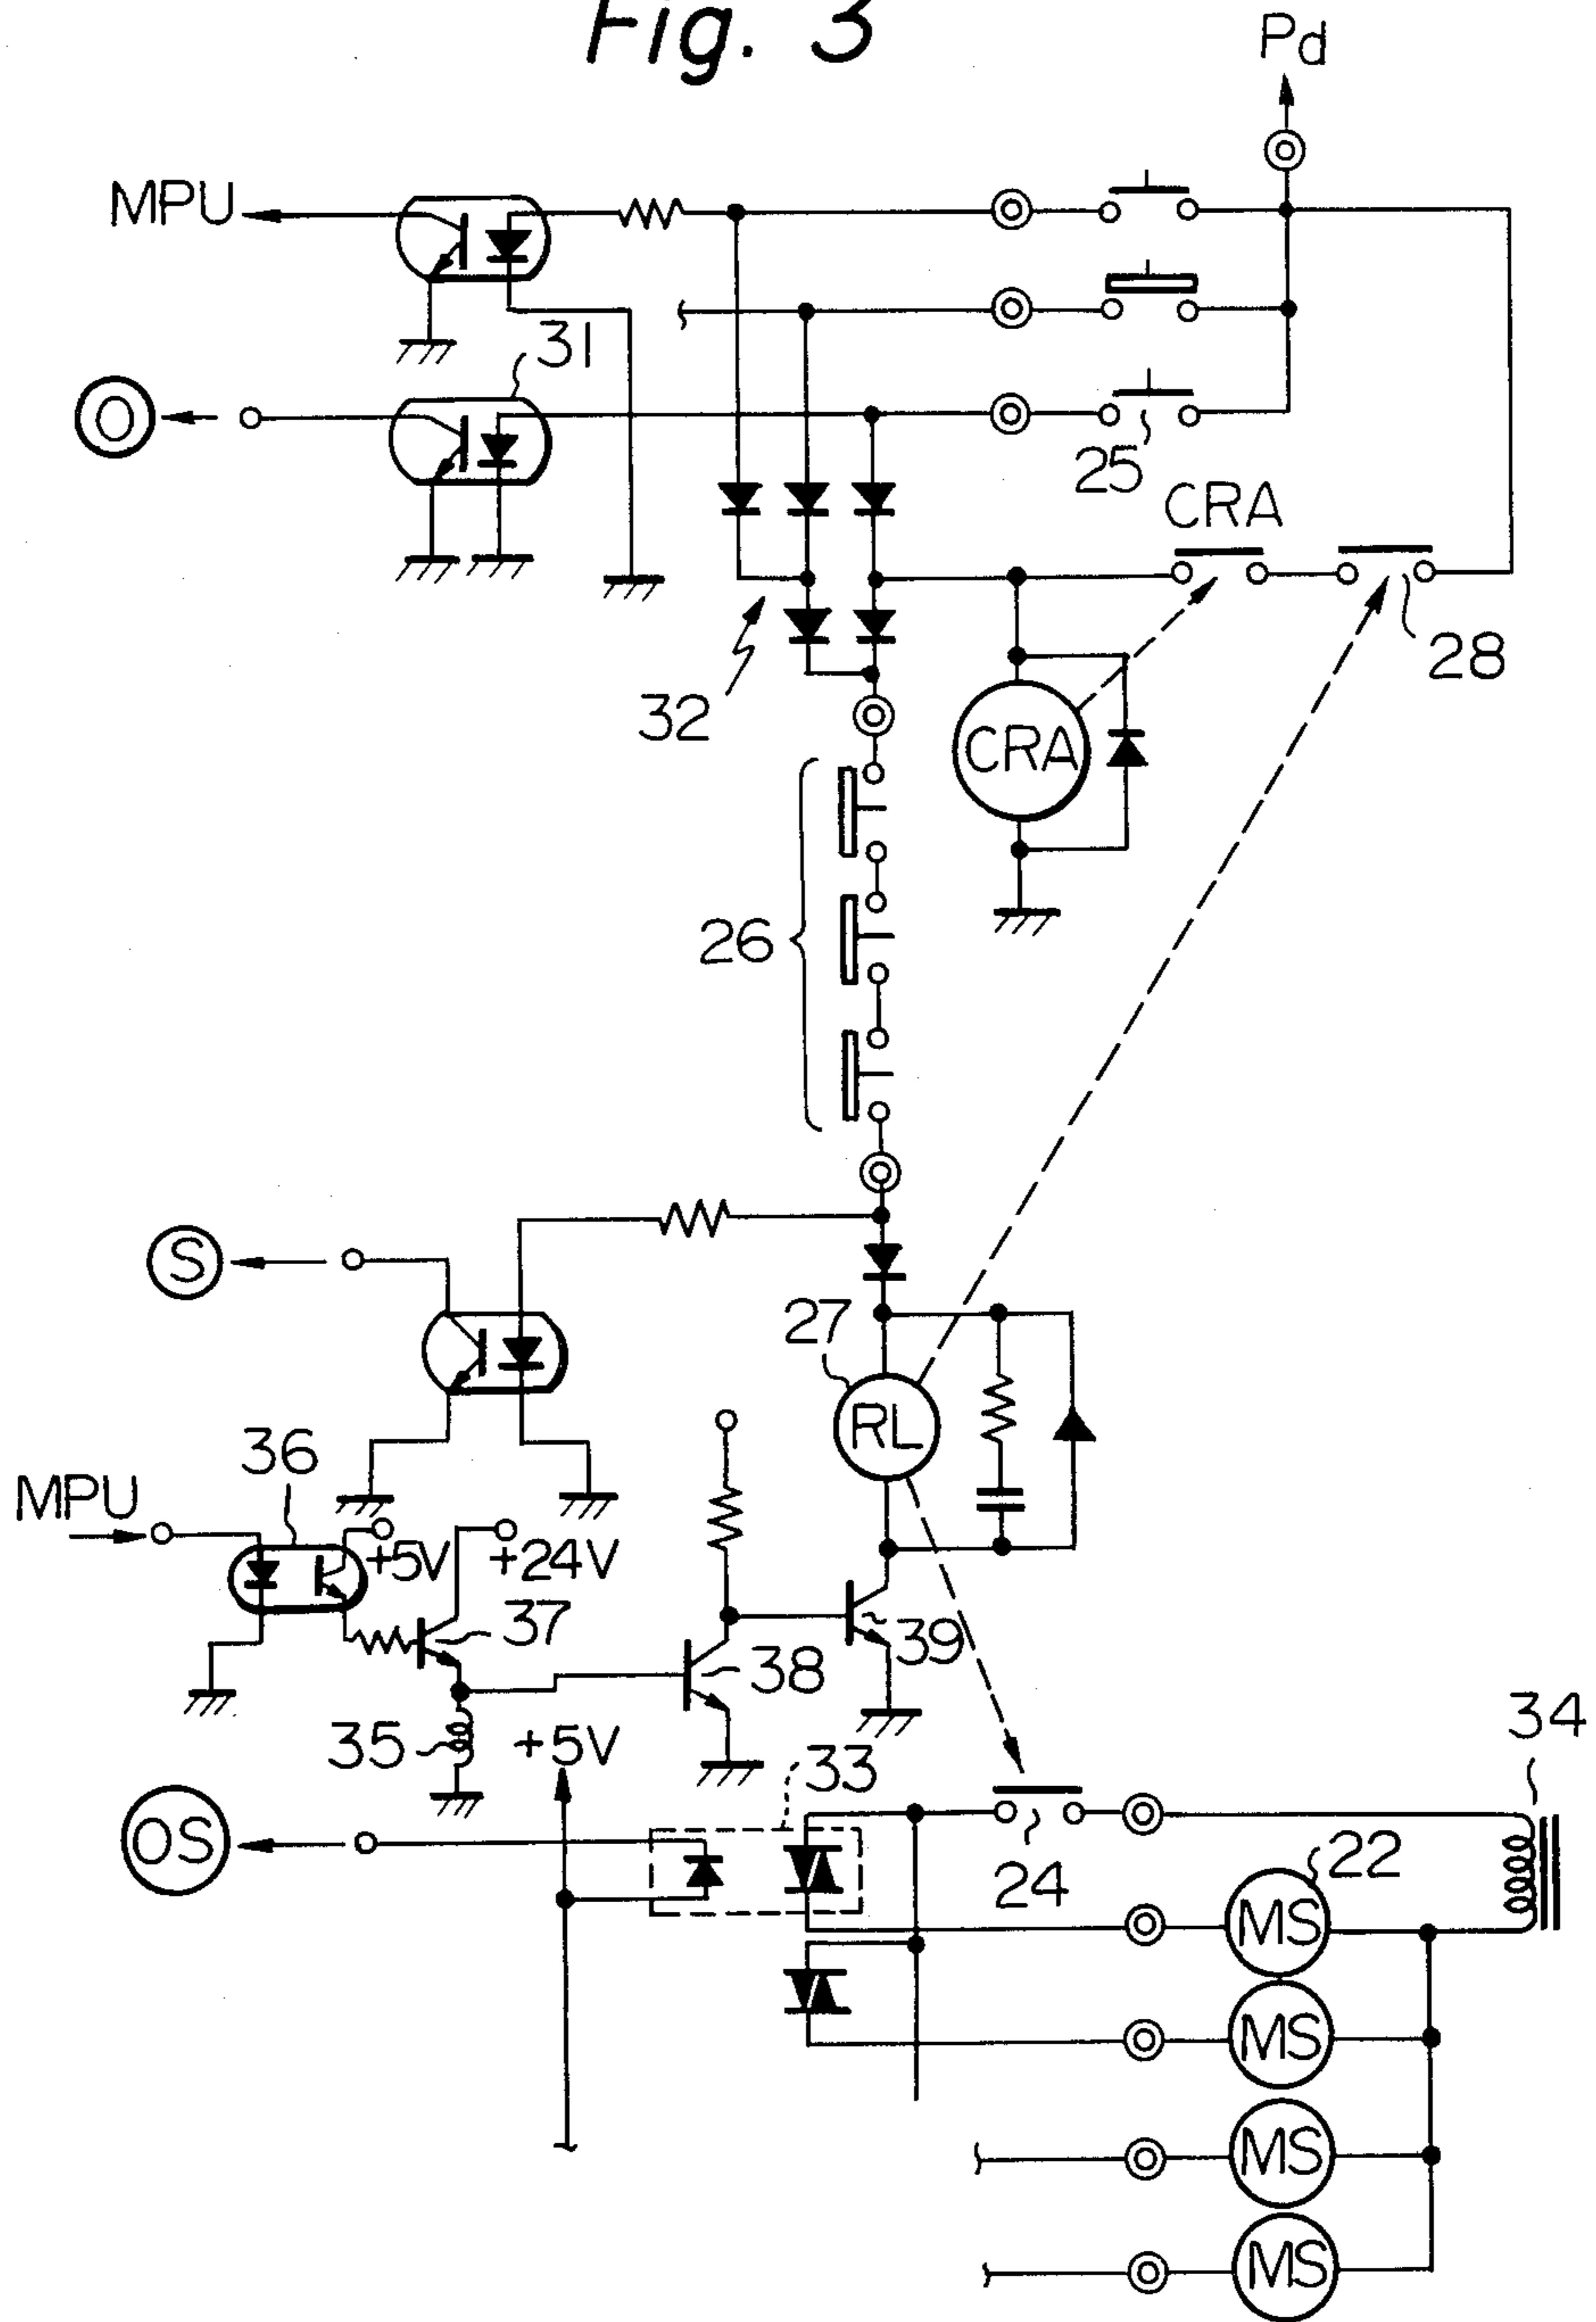 Fig. 3
Pd
MPU
31
O
25
CRA
28
32
CRA
26
S
27
RL
36
MPU
+5V
+24V
37
39
38
34
35
+5V
33
OS
24
22
MS
MS
MS
MS